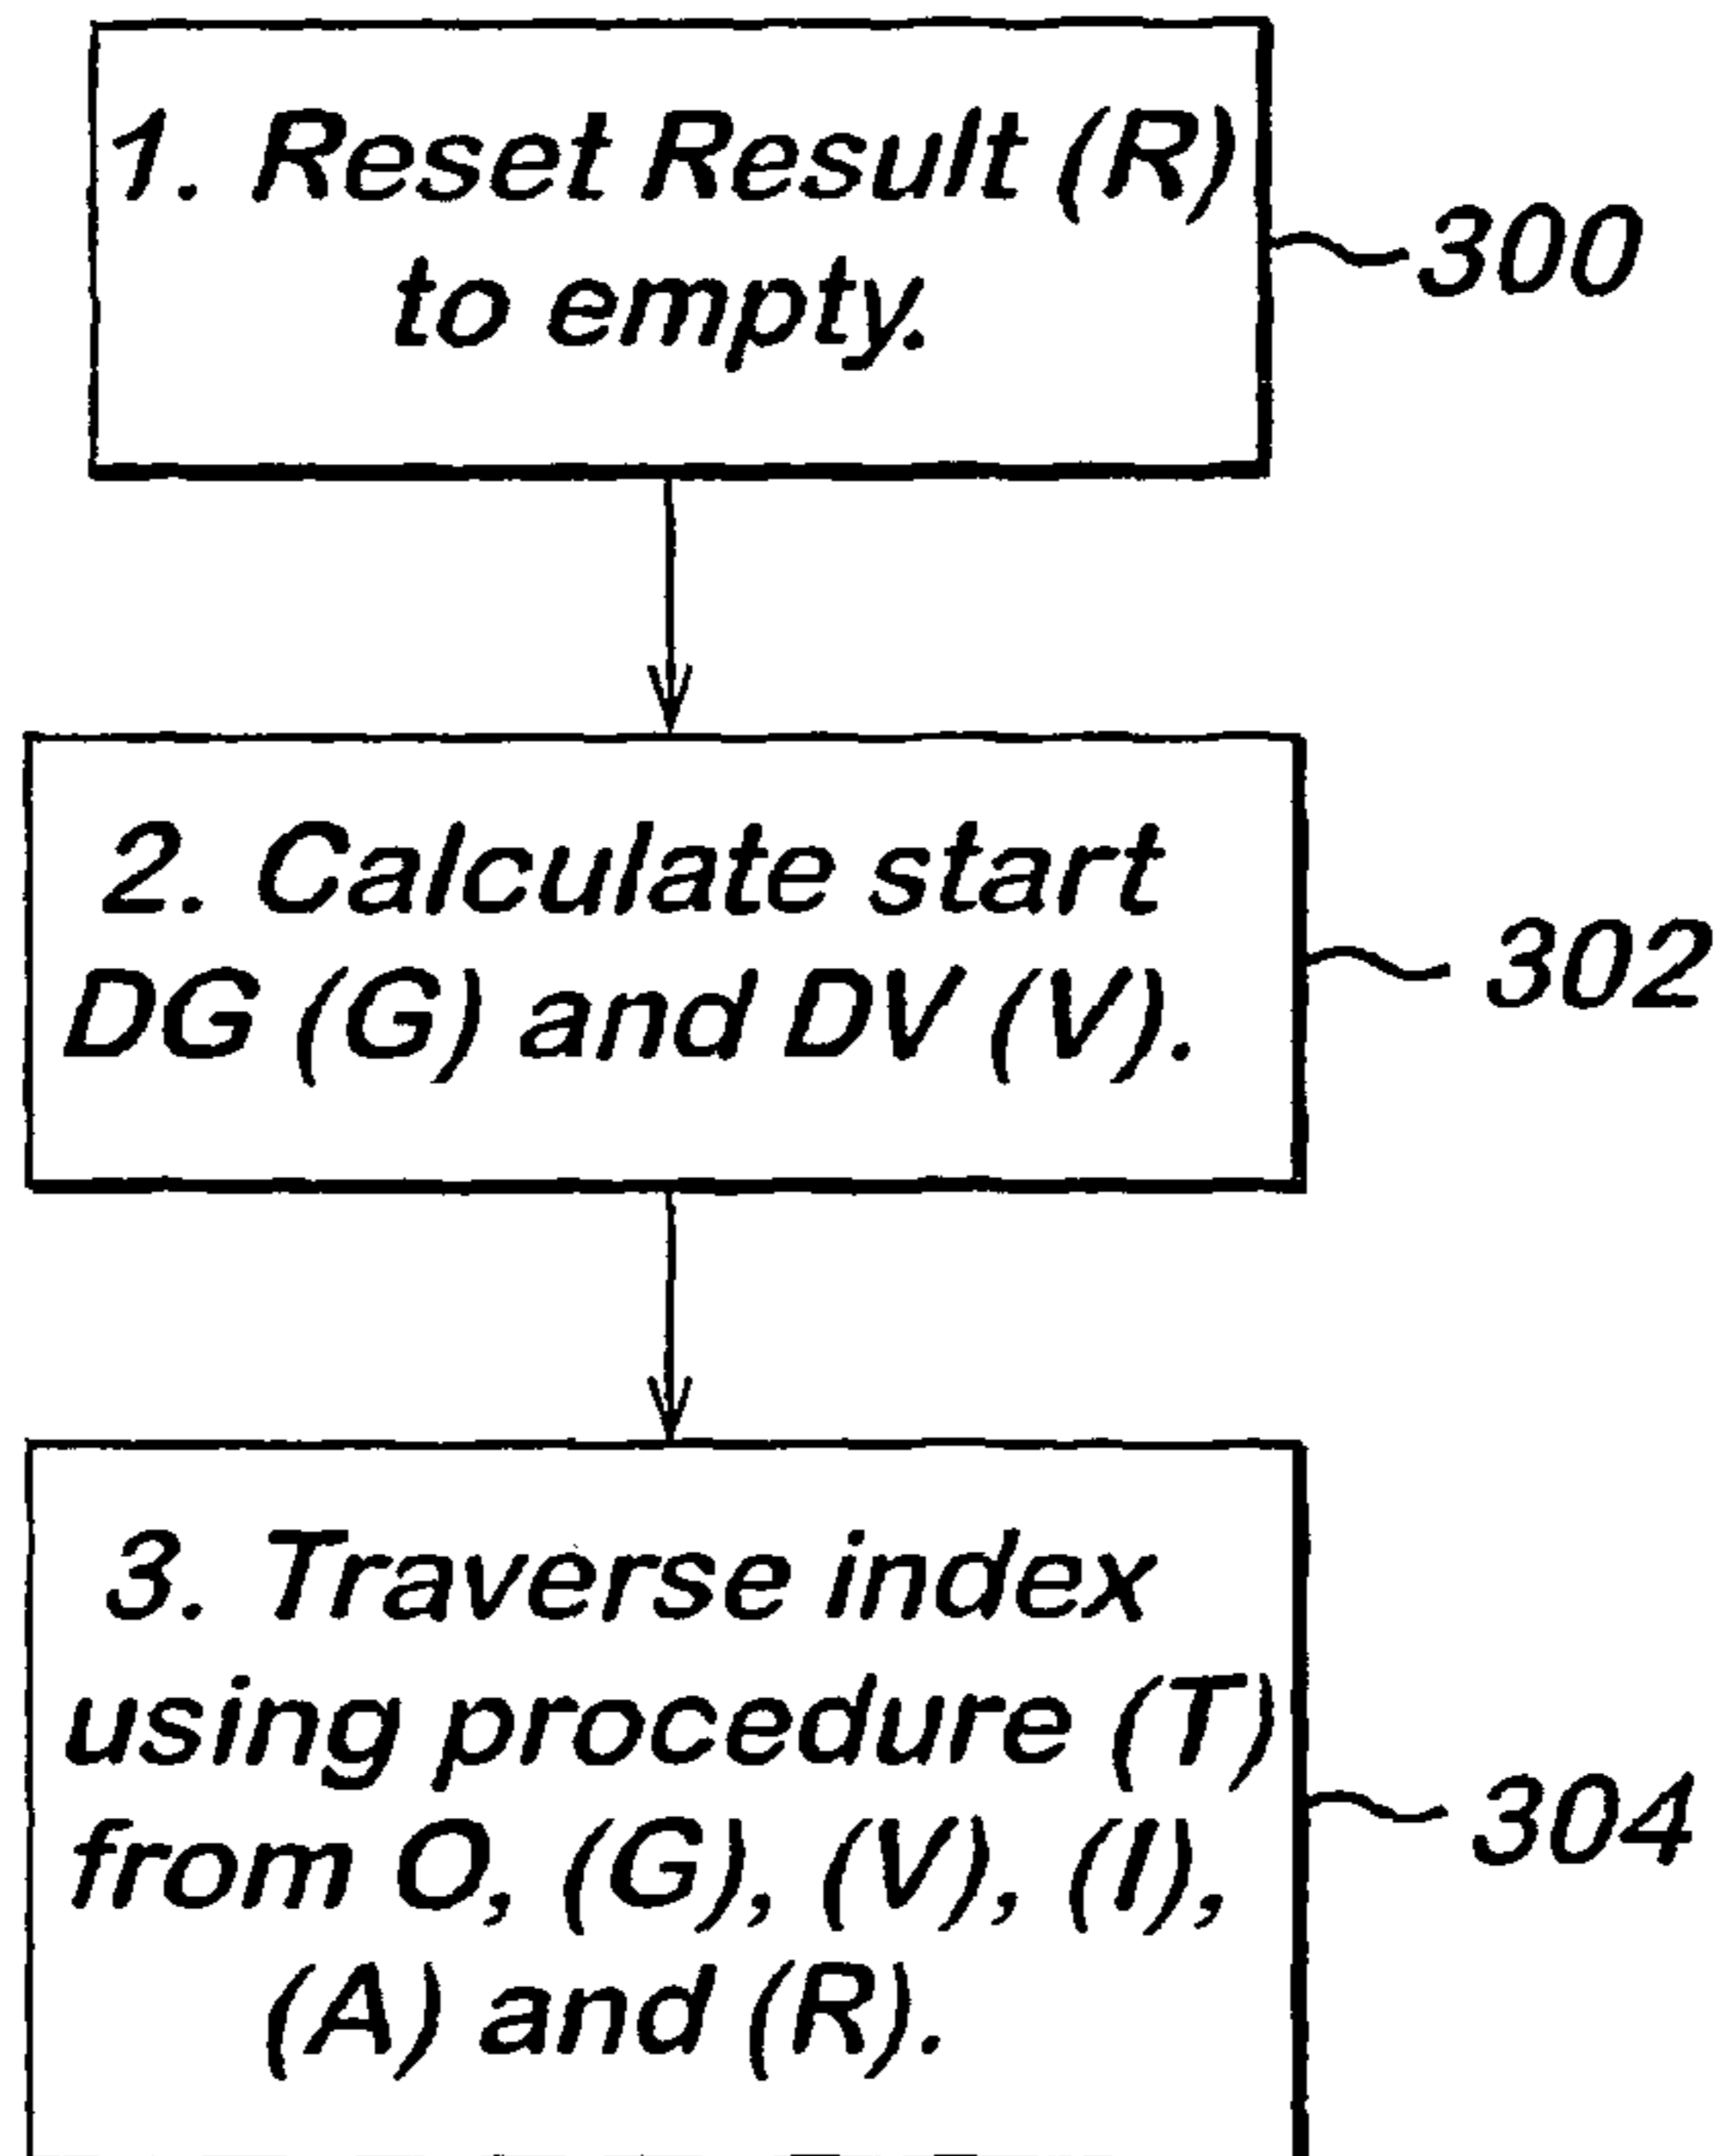 1. Reset Result (R)
to empty.
300
2. Calculate start
DG (G) and DV (V).
302
3. Traverse index
using procedure (T)
from O, (G), (V), (I),
(A) and (R).
304